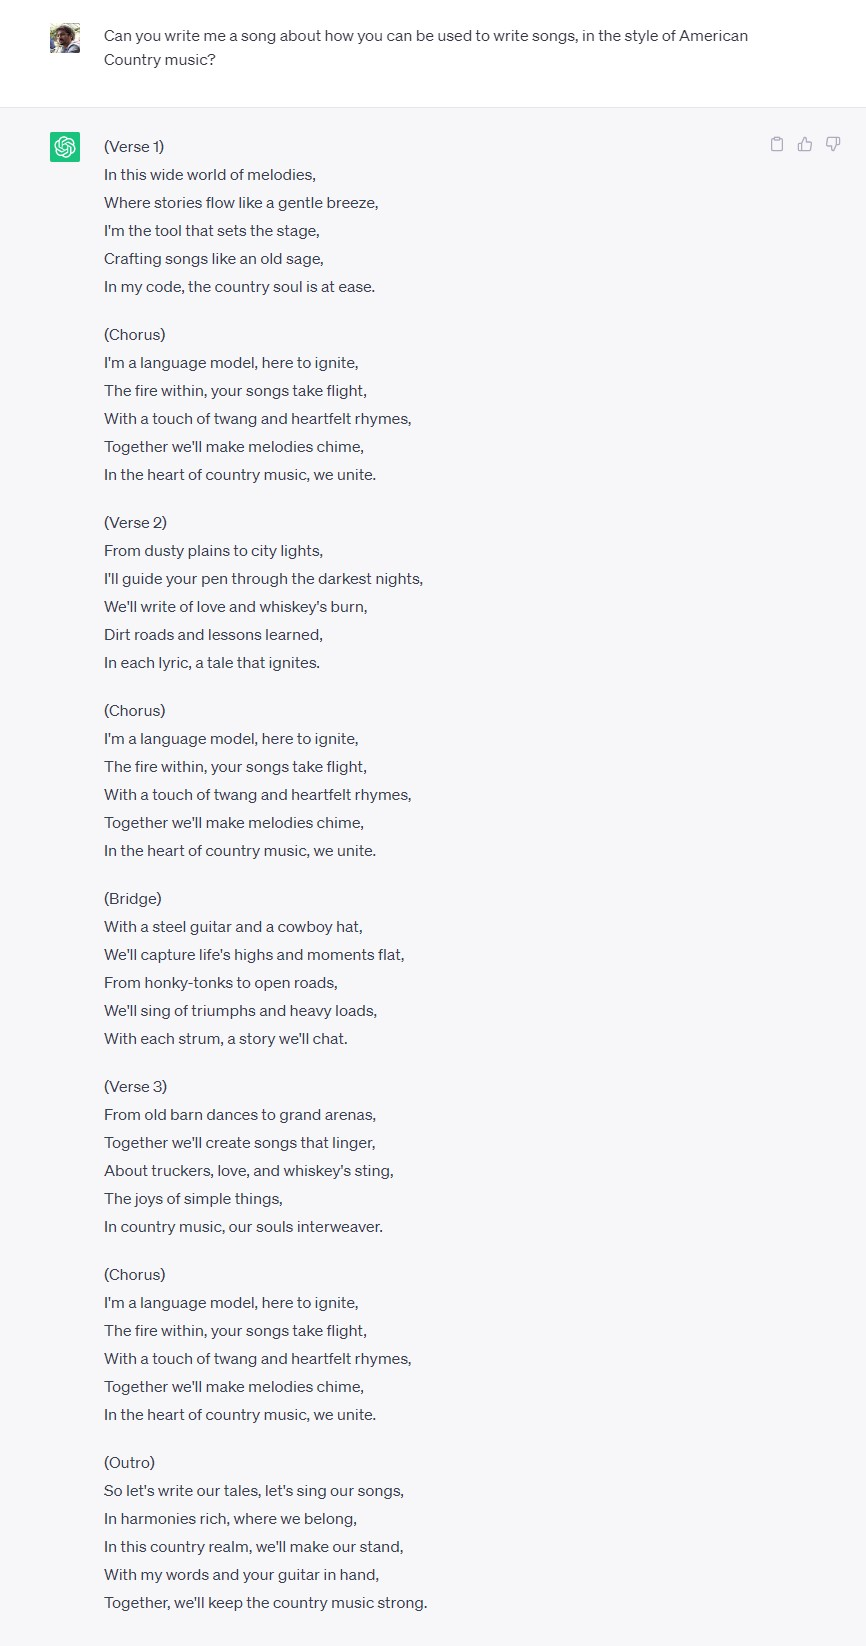 Can you write me a song about how you can be used to write songs, in the style of American
Country music?
(Verse 1)
In this wide world of melodies,
Where stories flow like a gentle breeze,
I'm the tool that sets the stage,
Crafting songs like an old sage,
In my code, the country soul is at ease.
(Chorus)
I'm a language model, here to ignite,
The fire within, your songs take flight,
With a touch of twang and heartfelt rhymes,
Together we'll make melodies chime,
In the heart of country music, we unite.
(Verse 2)
From dusty plains to city lights,
I'll guide your pen through the darkest nights,
We'll write of love and whiskey's burn,
Dirt roads and lessons learned,
In each lyric, a tale that ignites.
(Chorus)
I'm a language model, here to ignite,
The fire within, your songs take flight,
With a touch of twang and heartfelt rhymes,
Together we'll make melodies chime,
In the heart of country music, we unite.
(Bridge)
With a steel guitar and a cowboy hat,
We'll capture life's highs and moments flat,
From honky-tonks to open roads,
We'll sing of triumphs and heavy loads,
With each strum, a story we'll chat.
(Verse 3)
From old barn dances to grand arenas,
Together we'll create songs that linger,
About truckers, love, and whiskey's sting,
The joys of simple things,
In country music, our souls interweaver.
(Chorus)
I'm a language model, here to ignite,
The fire within, your songs take flight,
With a touch of twang and heartfelt rhymes,
Together we'll make melodies chime,
In the heart of country music, we unite.
(Outro)
So let's write our tales, let's sing our songs,
In harmonies rich, where we belong,
In this country realm, we'll make our stand,
With my words and your guitar in hand,
Together, we'll keep the country music strong.